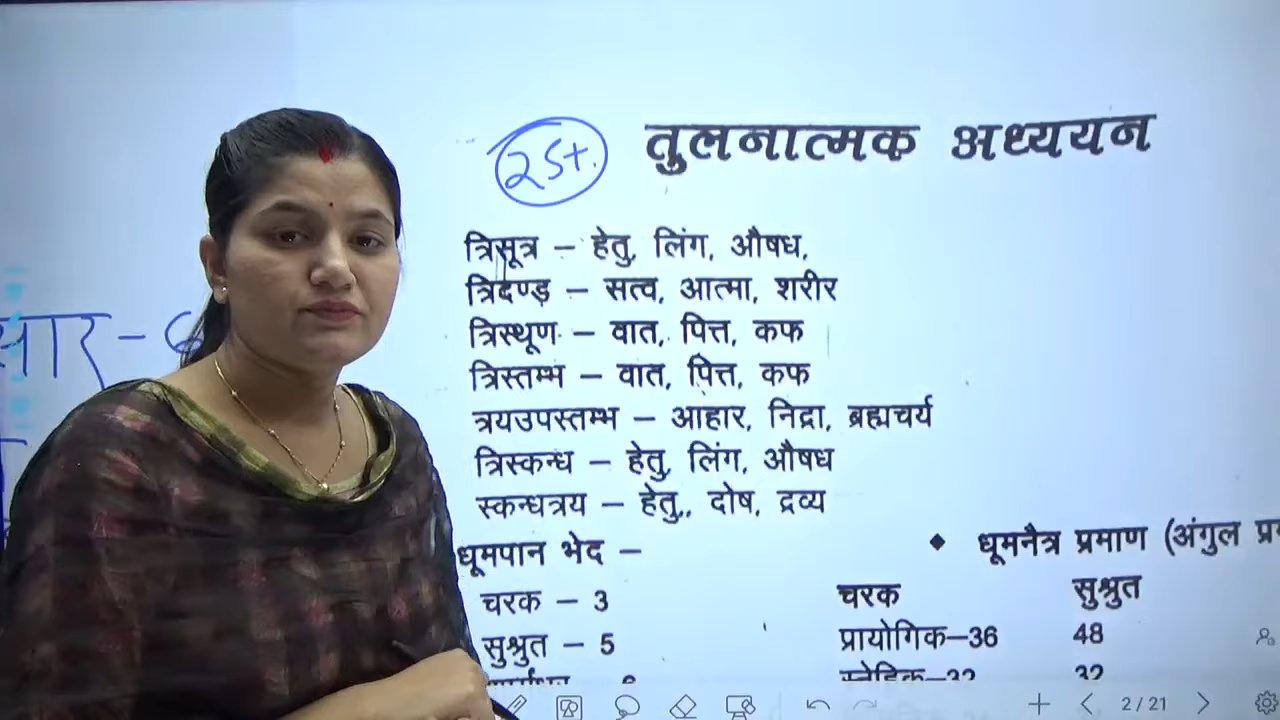 25+.
तुलनात्मक अध्ययन
त्रिसूत्र – हेतु, लिंग, औषध,
त्रिदण्ड़ – सत्व, आत्मा, शरीर
त्रिस्थूण – वात, पित्त, कफ
त्रिस्तम्भ – वात, पित्त, कफ
त्रयउपस्तम्भ – आहार, निद्रा, ब्रह्मचर्य
त्रिस्कन्ध – हेतु, लिंग, औषध
स्कन्धत्रय – हेतु,, दोष, द्रव्य
धूमपान भेद –
चरक – 3
सुश्रुत – 5
◆ धूमनैत्र प्रमाण (अंगुल
चरक सुश्रुत
प्रायोगिक–36 48
2/21